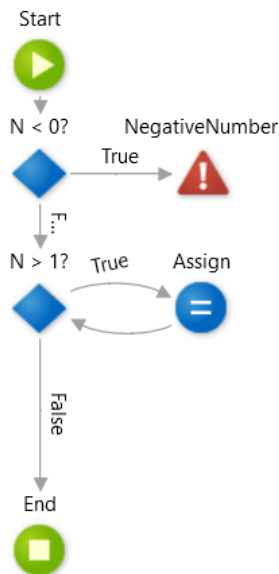 Start
N < 0?
NegativeNumber
True
F...
N > 1?
True
Assign
False
End